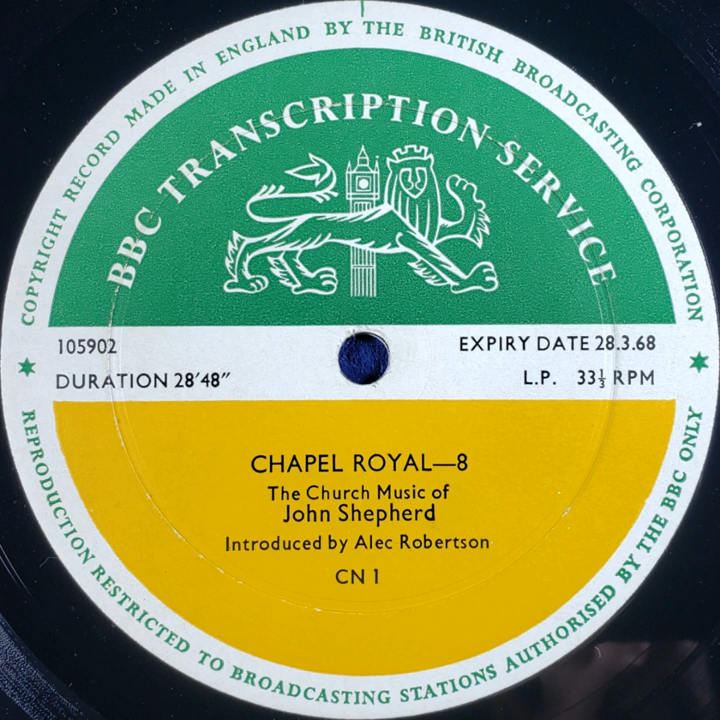 COPYRIGHT RECORD MADE IN ENGLAND BY THE BRITISH BROADCASTING CORPORATION
BBC TRANSCRIPTION SERVICE
105902
EXPIRY DATE 28.3.68
DURATION 28′48″
L.P. 33⅓ RPM
CHAPEL ROYAL—8
The Church Music of
John Shepherd
Introduced by Alec Robertson
CN 1
REPRODUCTION RESTRICTED TO BROADCASTING STATIONS AUTHORISED BY THE BBC ONLY